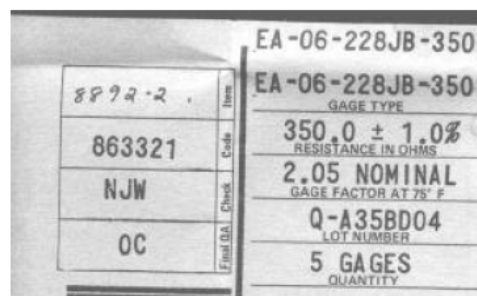 8892-2.
Item
863321
Code
NJW
Check
OC
Final QA
EA-06-228JB-350
EA-06-228JB-350
GAGE TYPE
350.0 ± 1.0%
RESISTANCE IN OHMS
2.05 NOMINAL
GAGE FACTOR AT 75° F
Q-A35BD04
LOT NUMBER
5 GAGES
QUANTITY